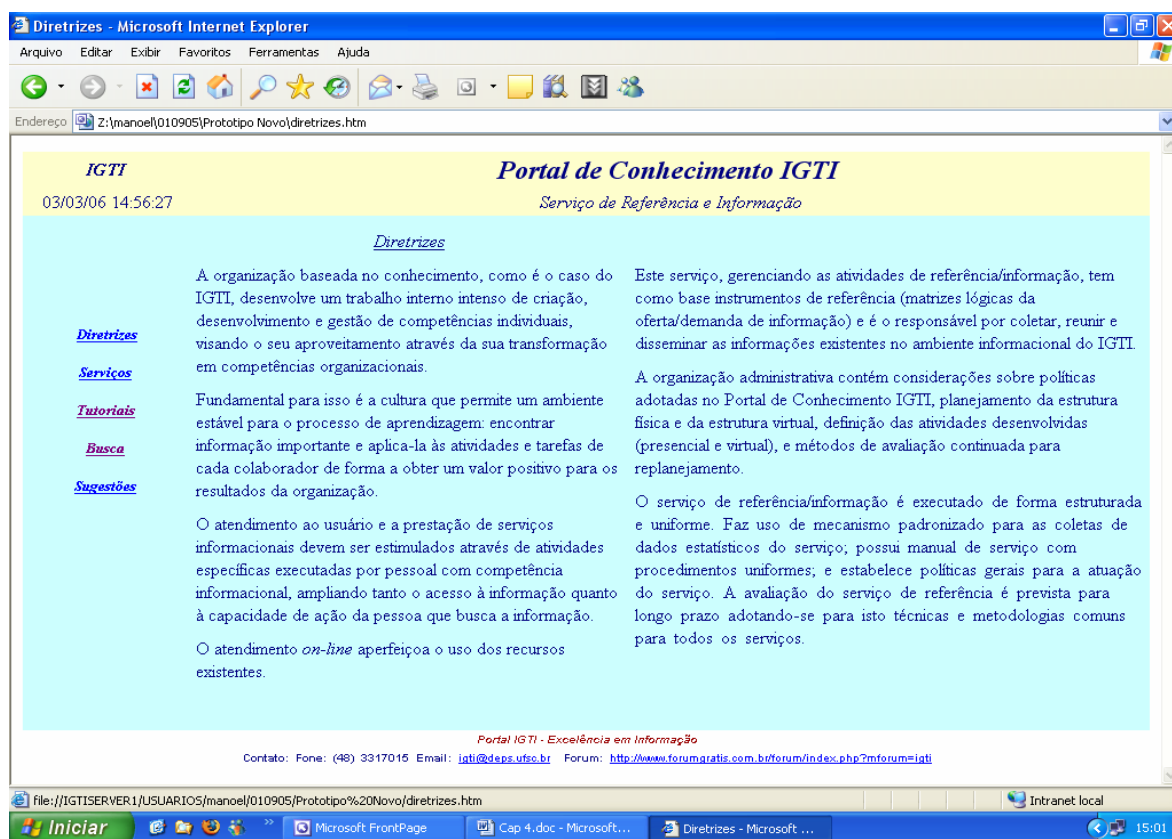 Diretrizes - Microsoft Internet Explorer
Arquivo Editar Exibir Favoritos Ferramentas Ajuda
Endereço Z:\manoel\010905\Prototipo Novo\diretrizes.htm
IGTI
03/03/06 14:56:27
Portal de Conhecimento IGTI
Serviço de Referência e Informação
Diretrizes
Serviços
Tutoriais
Busca
Sugestões
Diretrizes
A organização baseada no conhecimento, como é o caso do
IGTI, desenvolve um trabalho interno intenso de criação,
desenvolvimento e gestão de competências individuais,
visando o seu aproveitamento através da sua transformação
em competências organizacionais.
Fundamental para isso é a cultura que permite um ambiente
estável para o processo de aprendizagem: encontrar
informação importante e aplica-la às atividades e tarefas de
cada colaborador de forma a obter um valor positivo para os
resultados da organização.
O atendimento ao usuário e a prestação de serviços
informacionais devem ser estimulados através de atividades
específicas executadas por pessoal com competência
informacional, ampliando tanto o acesso à informação quanto
à capacidade de ação da pessoa que busca a informação.
O atendimento on-line aperfeiçoa o uso dos recursos
existentes.
Este serviço, gerenciando as atividades de referência/informação, tem
como base instrumentos de referência (matrizes lógicas da
oferta/demanda de informação) e é o responsável por coletar, reunir e
disseminar as informações existentes no ambiente informacional do IGTI.
A organização administrativa contém considerações sobre políticas
adotadas no Portal de Conhecimento IGTI, planejamento da estrutura
física e da estrutura virtual, definição das atividades desenvolvidas
(presencial e virtual), e métodos de avaliação continuada para
replanejamento.
O serviço de referência/informação é executado de forma estruturada
e uniforme. Faz uso de mecanismo padronizado para as coletas de
dados estatísticos do serviço; possui manual de serviço com
procedimentos uniformes; e estabelece políticas gerais para a atuação
do serviço. A avaliação do serviço de referência é prevista para
longo prazo adotando-se para isto técnicas e metodologias comuns
para todos os serviços.
Portal IGTI - Excelência em Informação
Contato: Fone: (48) 3317015 Email: igti@deps.ufsc.br Forum: http://www.forumgratis.com.br/forum/index.php?mforum=igti
file://IGTISERVER1/USUARIOS/manoel/010905/Prototipo%20Novo/diretrizes.htm Intranet local
Iniciar » Microsoft FrontPage Cap 4.doc - Microsoft... Diretrizes - Microsoft ... 15:01